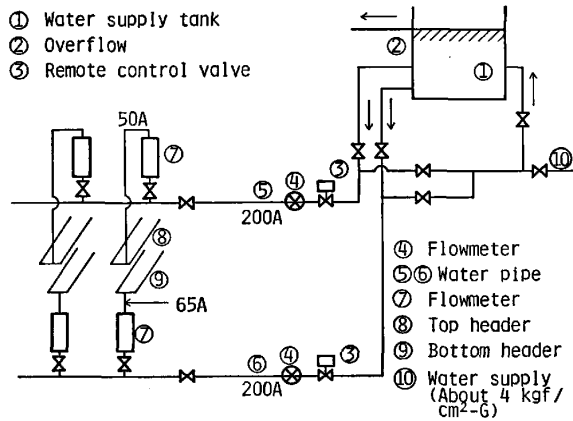 ① Water supply tank
② Overflow
③ Remote control valve
②
①
50A
⑦
③
⑩
④
⑤
200A
⑧
⑨
65A
④ Flowmeter
⑤⑥ Water pipe
⑦ Flowmeter
⑧ Top header
⑨ Bottom header
⑩ Water supply
(About 4 kgf/
cm²-G)
⑦
④
③
⑥
200A